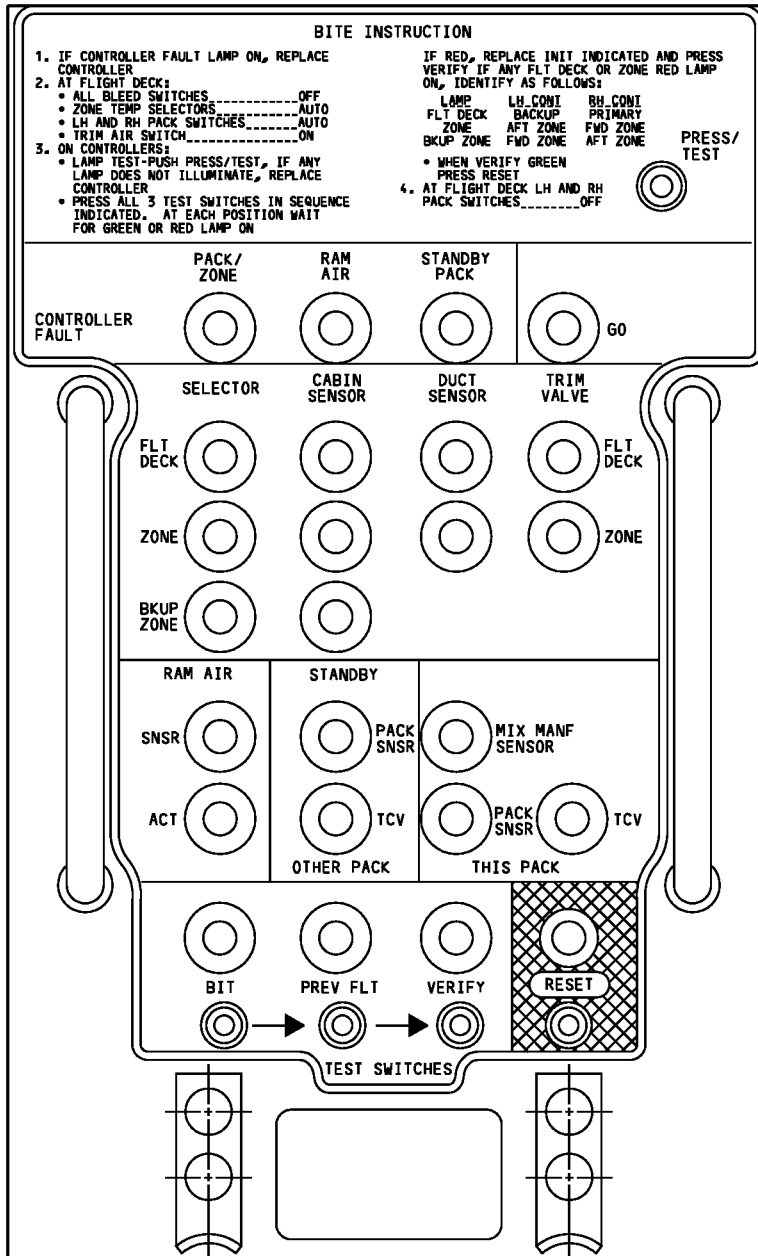 BITE INSTRUCTION
1. IF CONTROLLER FAULT LAMP ON, REPLACE
CONTROLLER
2. AT FLIGHT DECK:
• ALL BLEED SWITCHES____________OFF
• ZONE TEMP SELECTORS____________AUTO
• LH AND RH PACK SWITCHES_______AUTO
• TRIM AIR SWITCH_______________ON
3. ON CONTROLLERS:
• LAMP TEST-PUSH PRESS/TEST, IF ANY
LAMP DOES NOT ILLUMINATE, REPLACE
CONTROLLER
• PRESS ALL 3 TEST SWITCHES IN SEQUENCE
INDICATED. AT EACH POSITION WAIT
FOR GREEN OR RED LAMP ON
IF RED, REPLACE INIT INDICATED AND PRESS
VERIFY IF ANY FLT DECK OR ZONE RED LAMP
ON, IDENTIFY AS FOLLOWS:
LAMP LH CONT RH CONT
FLT DECK BACKUP PRIMARY
ZONE AFT ZONE FWD ZONE
BKUP ZONE FWD ZONE AFT ZONE
• WHEN VERIFY GREEN
PRESS RESET
4. AT FLIGHT DECK LH AND RH
PACK SWITCHES________OFF
PRESS/
TEST
PACK/
ZONE
RAM
AIR
STANDBY
PACK
CONTROLLER
FAULT
GO
SELECTOR
CABIN
SENSOR
DUCT
SENSOR
TRIM
VALVE
FLT
DECK
FLT
DECK
ZONE
ZONE
BKUP
ZONE
RAM AIR
STANDBY
SNSR
PACK
SNSR
MIX MANF
SENSOR
ACT
TCV
PACK
SNSR
TCV
OTHER PACK
THIS PACK
BIT
PREV FLT
VERIFY
RESET
TEST SWITCHES